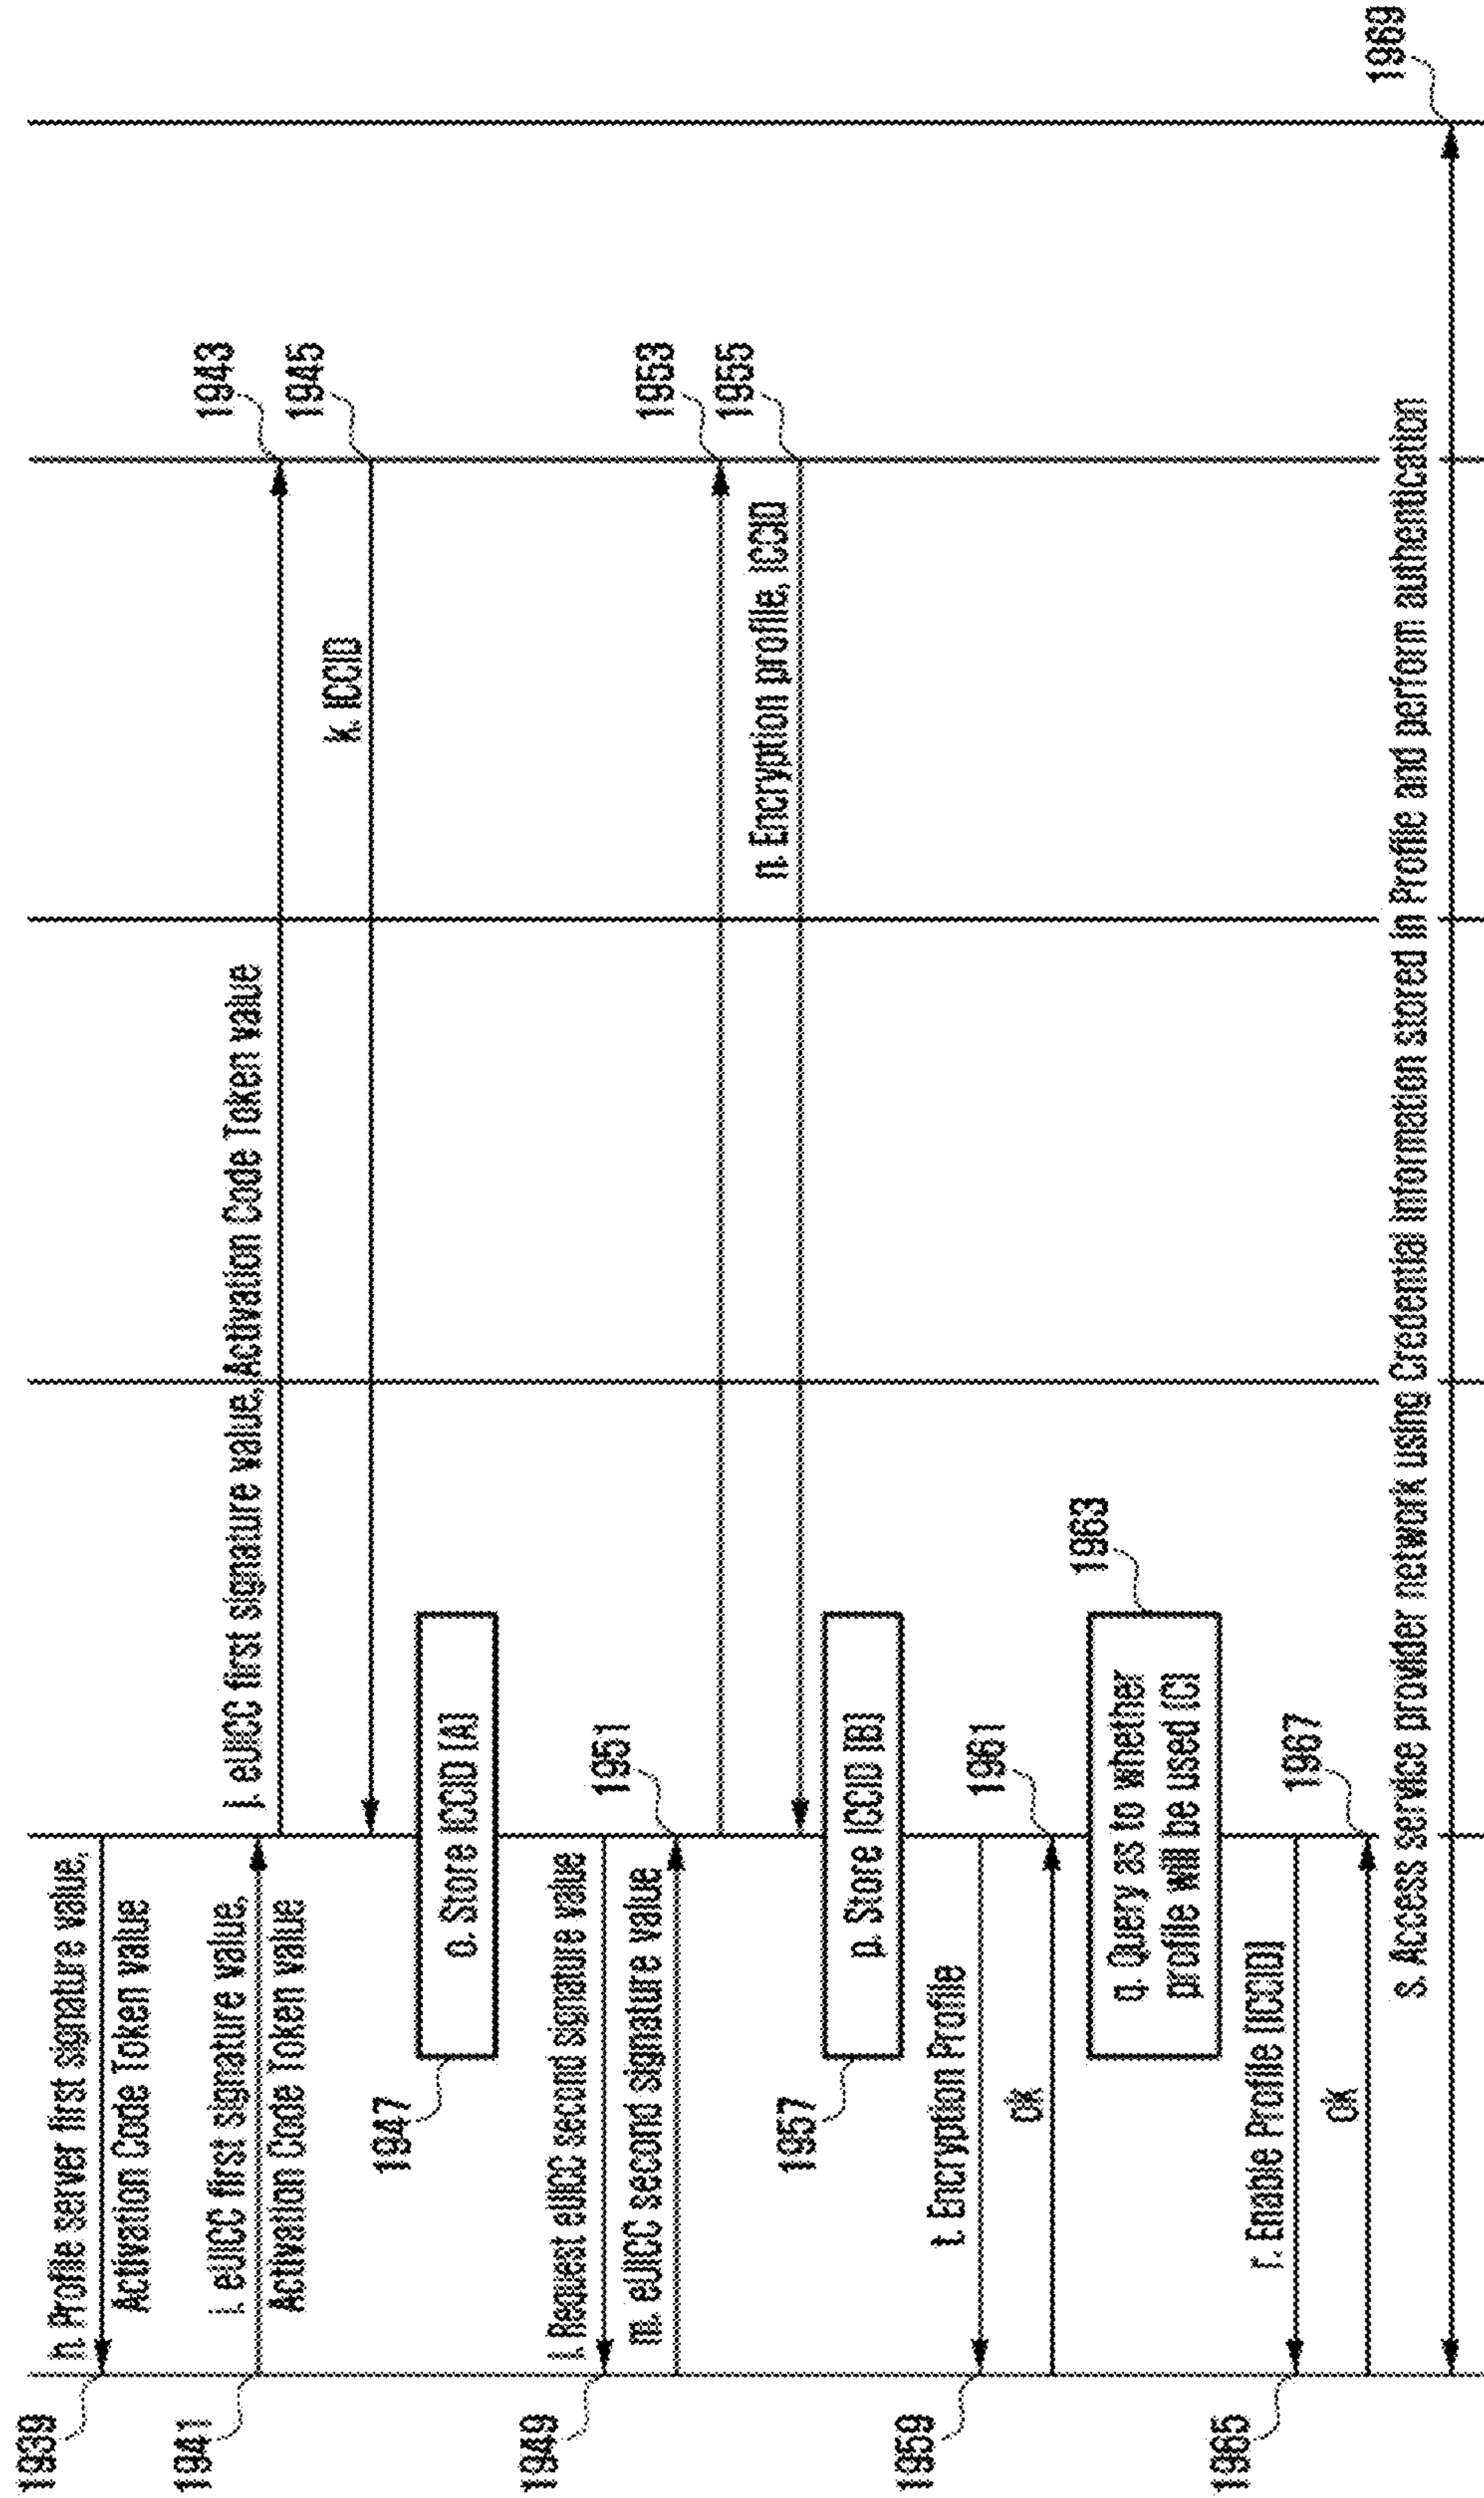 1939
h. Profile server first signature value,
Activation Code Token value
1941
i. eUICC first signature value,
Activation Code Token value
j. eUICC first signature value, Activation Code Token value
1943
k. ICCID
1945
1947
o. Store ICCID [A]
1949
l. Request eUICC second signature value
m. eUICC second signature value
1951
1953
n. Encryption profile, ICCID
1955
1957
p. Store ICCID [B]
1959
t. Encryption Profile
ok
1961
q. Query as to whether
profile will be used [C]
1963
1965
r. Enable Profile [ICCID]
ok
1967
s. Access service provider network using Credential Information stored in Profile and perform authentication
1969